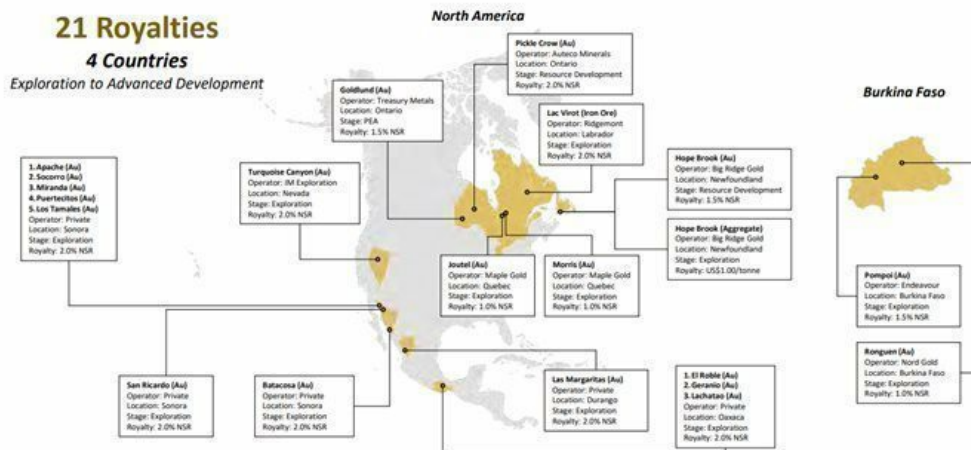 21 Royalties
4 Countries
Exploration to Advanced Development
North America
Burkina Faso
Pickle Crow (Au)
Operator: Auteco Minerals
Location: Ontario
Stage: Resource Development
Royalty: 2.0% NSR
Goldlund (Au)
Operator: Treasury Metals
Location: Ontario
Stage: PEA
Royalty: 1.5% NSR
Lac Virot (Iron Ore)
Operator: Ridgemont
Location: Labrador
Stage: Exploration
Royalty: 2.0% NSR
1. Apache (Au)
2. Socorro (Au)
3. Miranda (Au)
4. Puertecitos (Au)
5. Los Tamales (Au)
Operator: Private
Location: Sonora
Stage: Exploration
Royalty: 2.0% NSR
Turquoise Canyon (Au)
Operator: IM Exploration
Location: Nevada
Stage: Exploration
Royalty: 2.0% NSR
Hope Brook (Au)
Operator: Big Ridge Gold
Location: Newfoundland
Stage: Resource Development
Royalty: 1.5% NSR
Hope Brook (Aggregate)
Operator: Big Ridge Gold
Location: Newfoundland
Stage: Exploration
Royalty: US$1.00/tonne
Joutel (Au)
Operator: Maple Gold
Location: Quebec
Stage: Exploration
Royalty: 1.0% NSR
Morris (Au)
Operator: Maple Gold
Location: Quebec
Stage: Exploration
Royalty: 1.0% NSR
Pompoi (Au)
Operator: Endeavour
Location: Burkina Faso
Stage: Exploration
Royalty: 1.5% NSR
Ronguen (Au)
Operator: Nord Gold
Location: Burkina Faso
Stage: Exploration
Royalty: 1.0% NSR
San Ricardo (Au)
Operator: Private
Location: Sonora
Stage: Exploration
Royalty: 2.0% NSR
Batacosa (Au)
Operator: Private
Location: Sonora
Stage: Exploration
Royalty: 2.0% NSR
Las Margaritas (Au)
Operator: Private
Location: Durango
Stage: Exploration
Royalty: 2.0% NSR
1. El Roble (Au)
2. Geranio (Au)
3. Lachatao (Au)
Operator: Private
Location: Oaxaca
Stage: Exploration
Royalty: 2.0% NSR